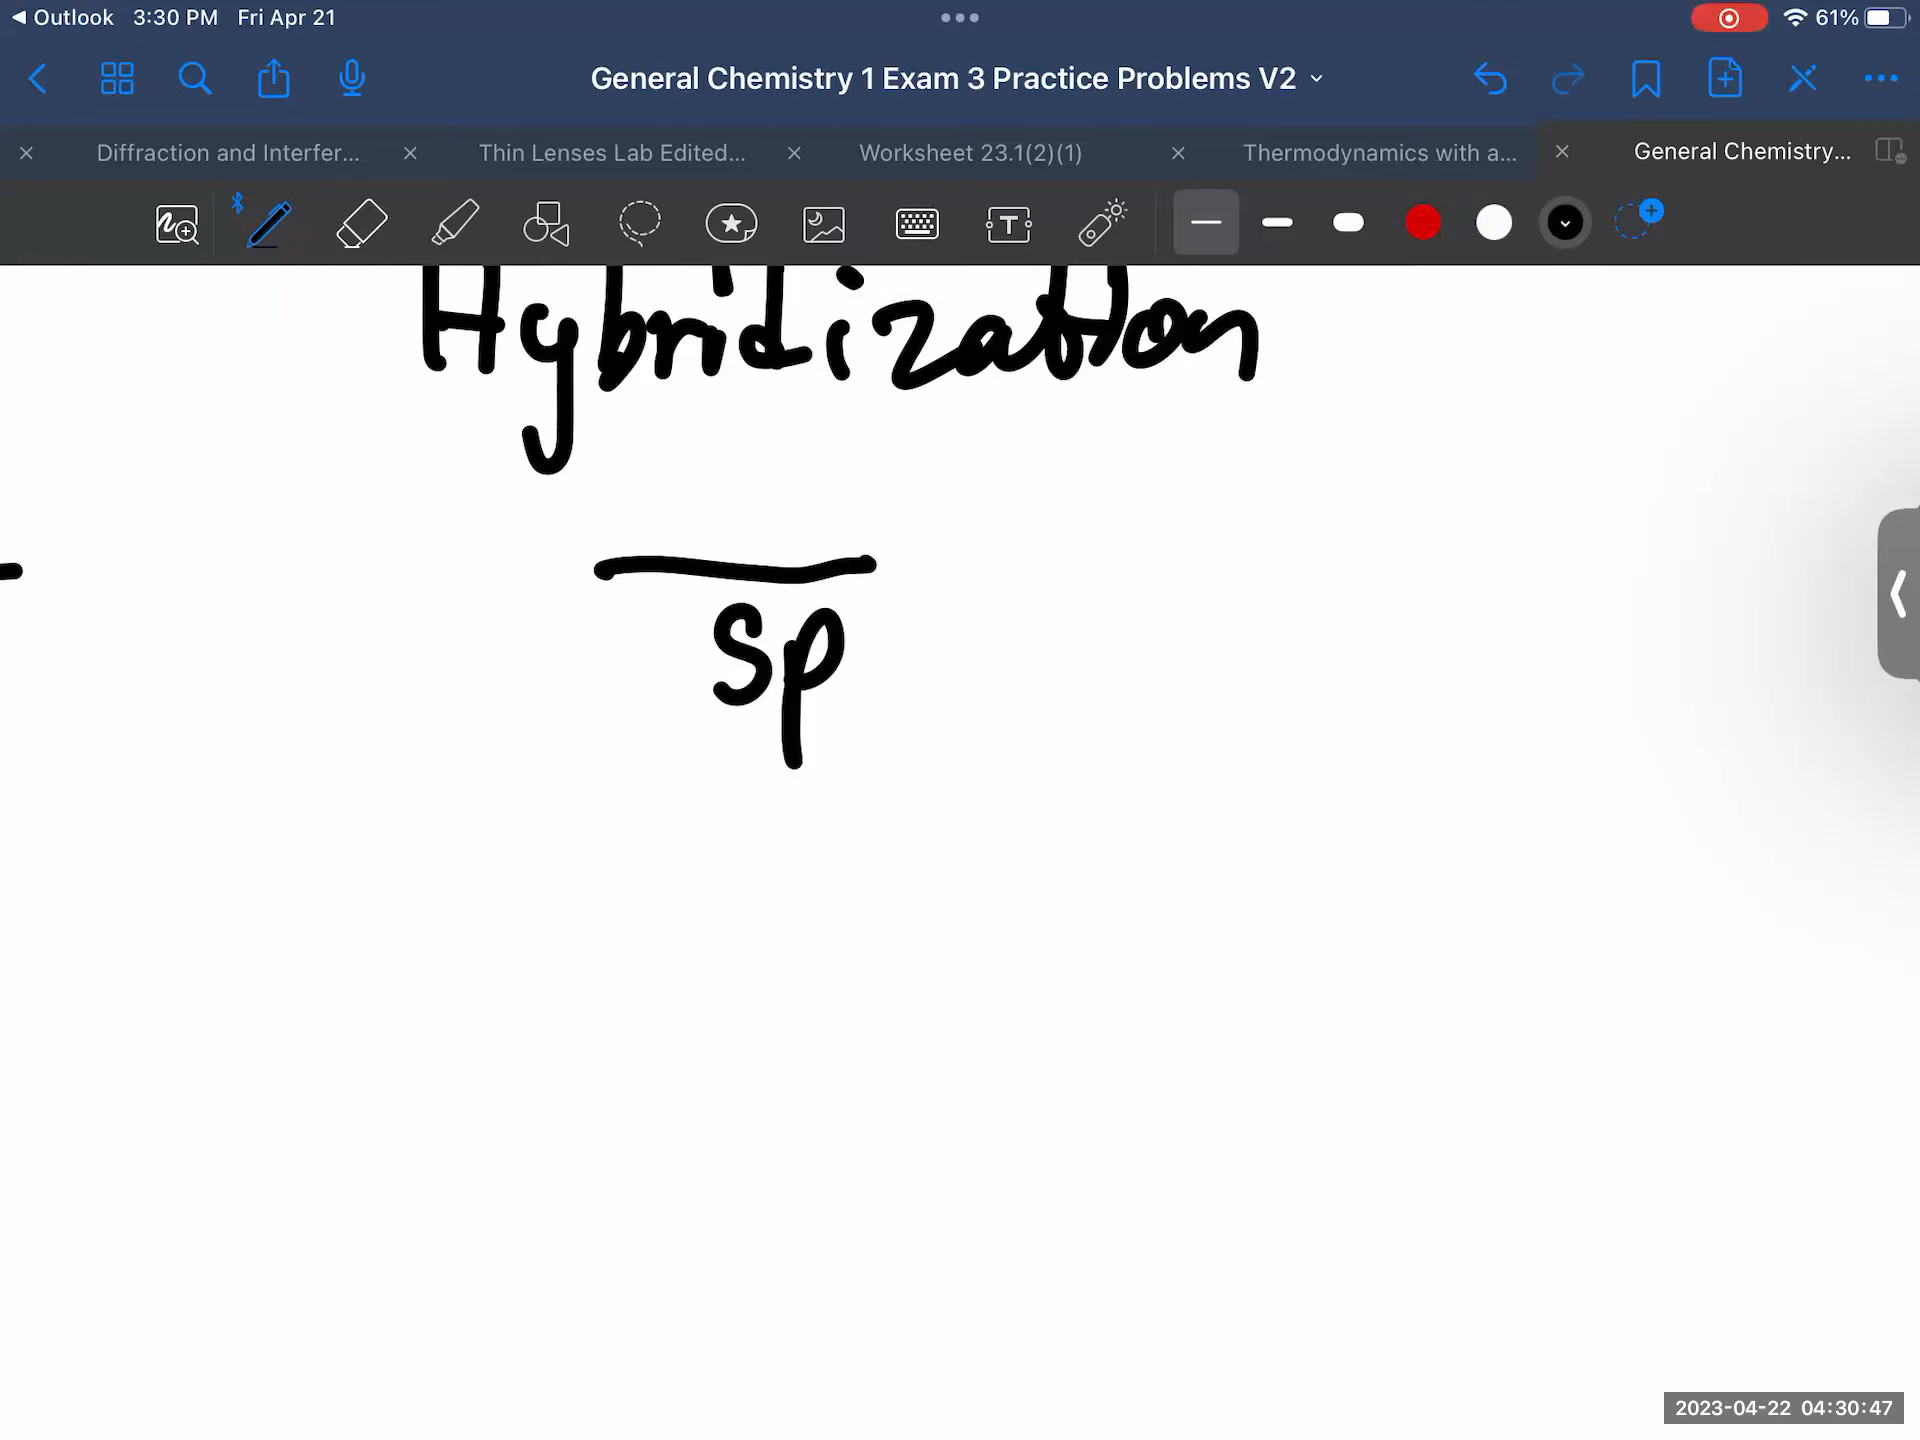 Outlook 3:30 PM Fri Apr 21
61%
General Chemistry 1 Exam 3 Practice Problems V2
Diffraction and Interfer... Thin Lenses Lab Edited... Worksheet 23.1(2)(1) Thermodynamics with a... General Chemistry...
T
Hybridization
sp
2023-04-22 04:30:47